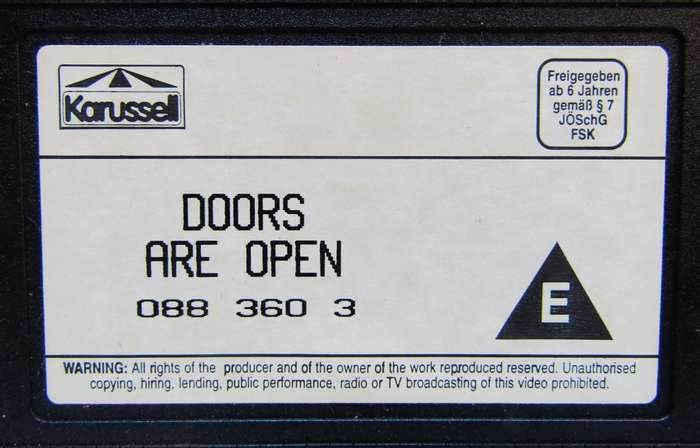 Karussell
Freigegeben
ab 6 Jahren
gemäß § 7
JÖSchG
FSK
DOORS
ARE OPEN
088 360 3
E
WARNING: All rights of the producer and of the owner of the work reproduced reserved. Unauthorised
copying, hiring, lending, public performance, radio or TV broadcasting of this video prohibited.